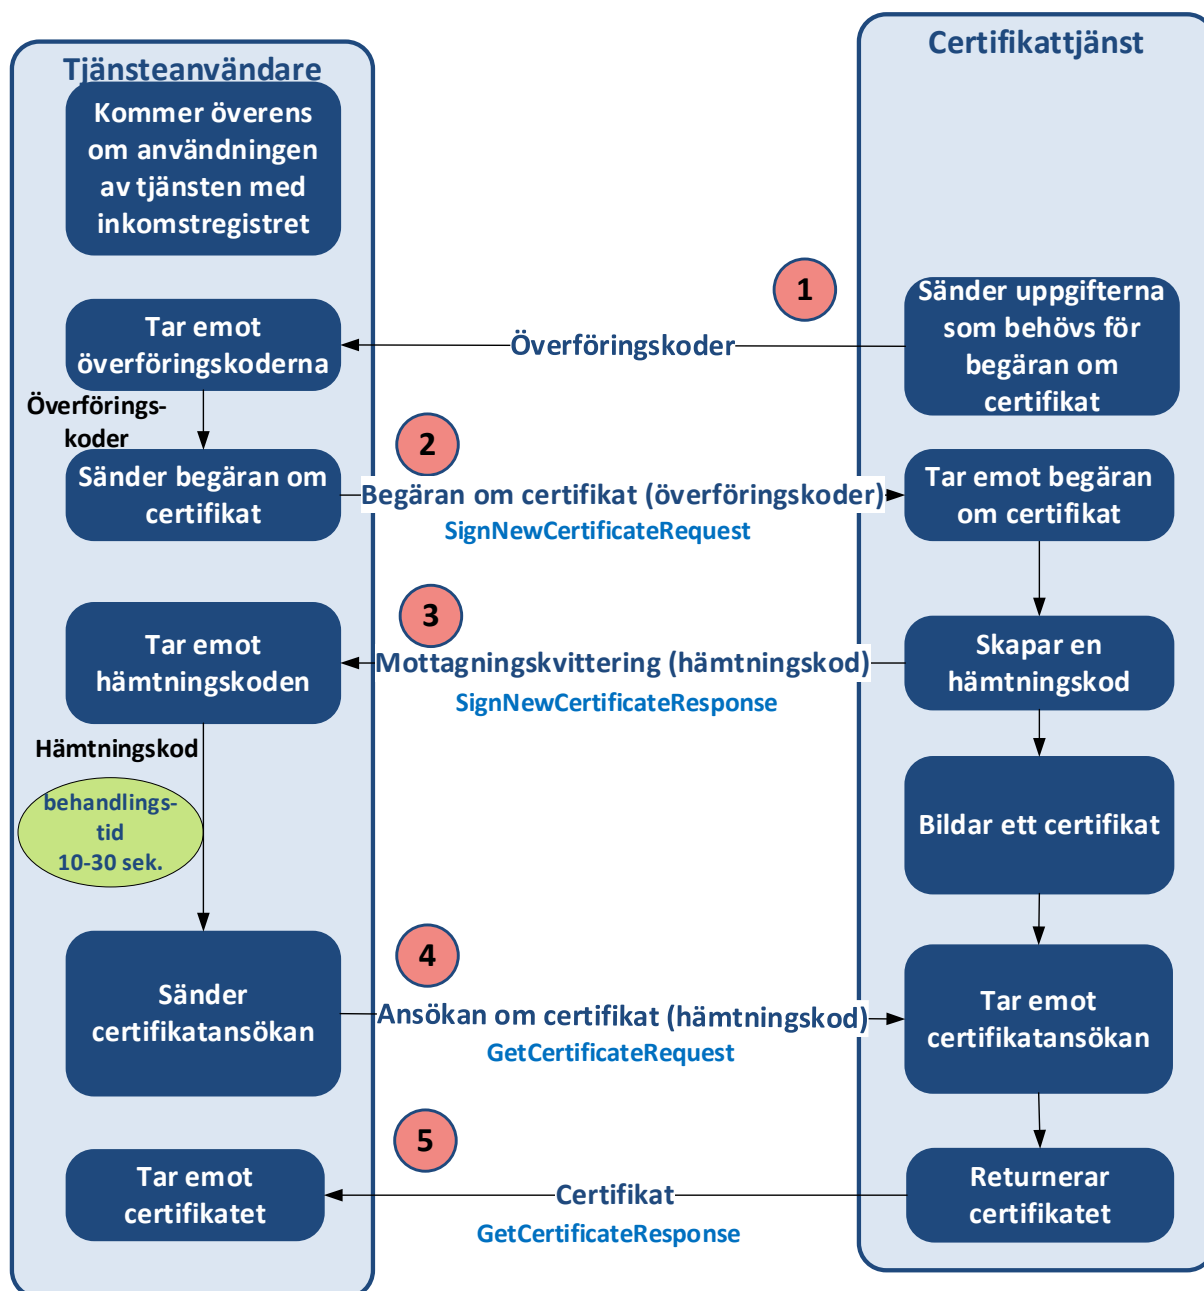 Tjänsteanvändare
Certifikattjänst
Kommer överens
om användningen
av tjänsten med
inkomstregistret
1
Sänder uppgifterna
som behövs för
begäran om
certifikat
Överföringskoder
Tar emot
överföringskoderna
Överförings-
koder
2
Sänder begäran om
certifikat
Begäran om certifikat (överföringskoder)
SignNewCertificateRequest
Tar emot begäran
om certifikat
3
Skapar en
hämtningskod
Mottagningskvittering (hämtningskod)
SignNewCertificateResponse
Tar emot
hämtningskoden
Hämtningskod
behandlings-
tid
10-30 sek.
Bildar ett certifikat
4
Sänder
certifikatansökan
Ansökan om certifikat (hämtningskod)
GetCertificateRequest
Tar emot
certifikatansökan
5
Returnerar
certifikatet
Certifikat
GetCertificateResponse
Tar emot
certifikatet